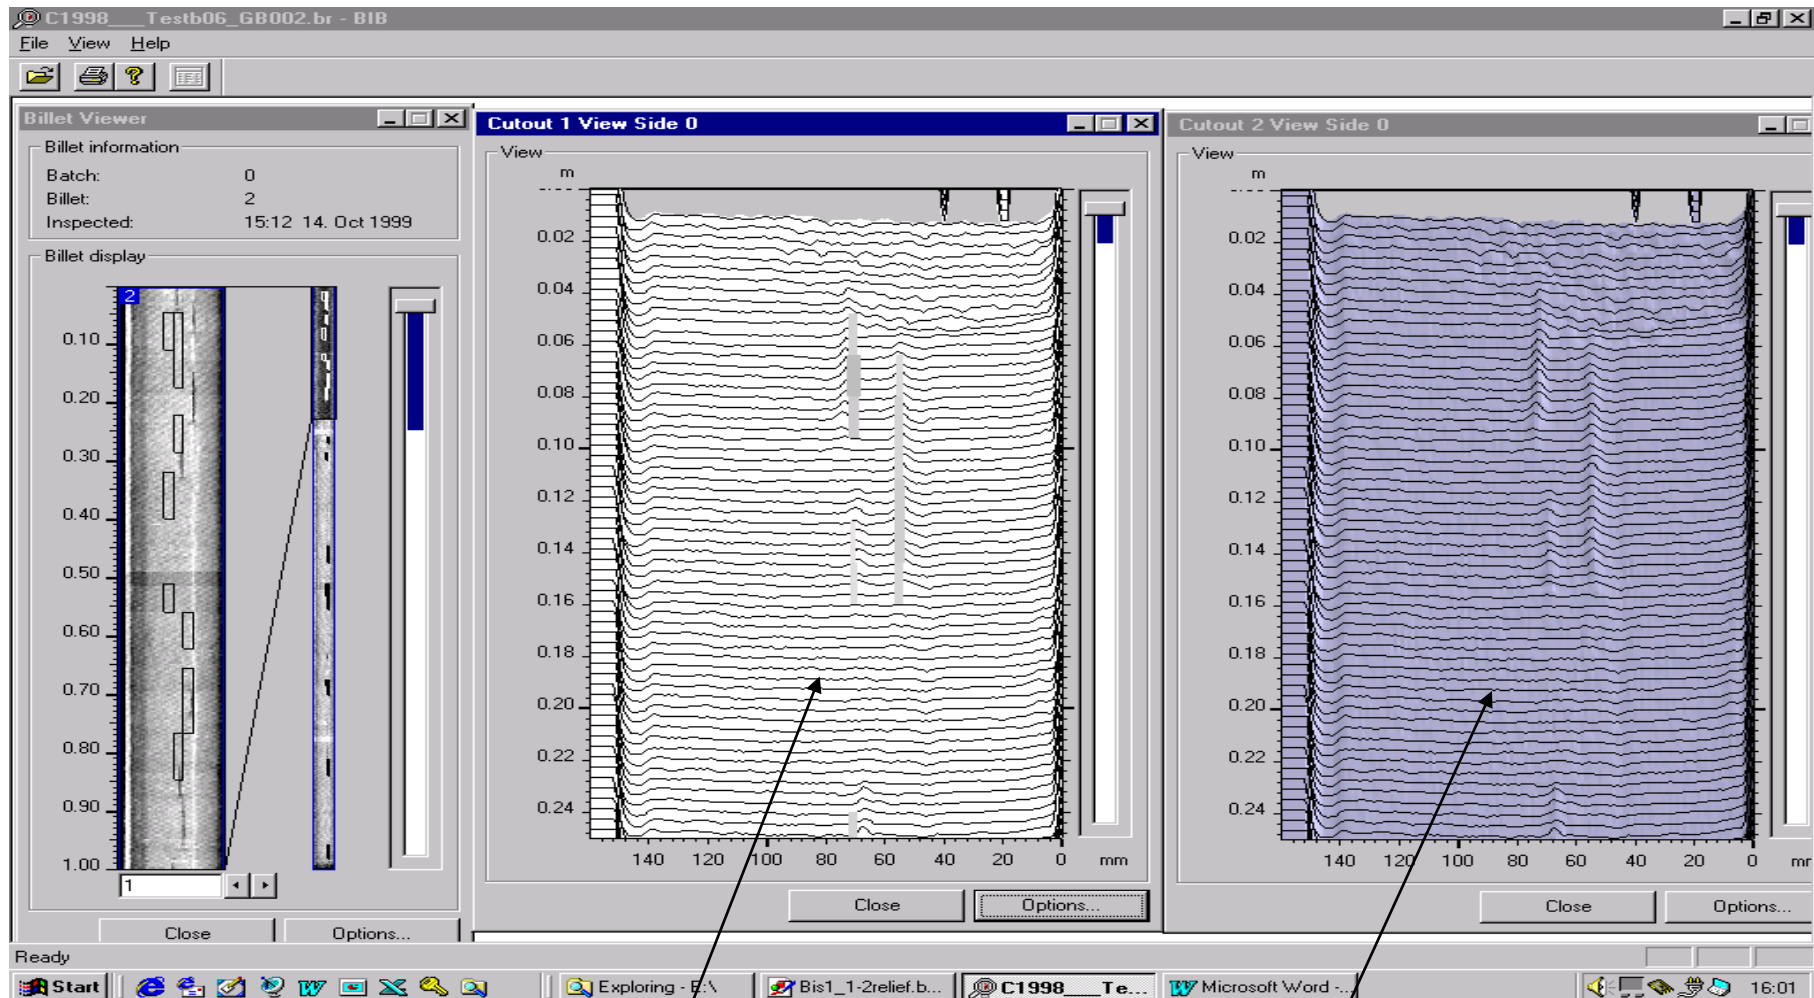 C1998___Testb06_GB002.br - BIB
File View Help
Billet Viewer
Billet information
Batch: 0
Billet: 2
Inspected: 15:12 14. Oct 1999
Billet display
2
0.10
0.20
0.30
0.40
0.50
0.60
0.70
0.80
0.90
1.00
1
Close Options...
Cutout 1 View Side 0
View
m
0.02
0.04
0.06
0.08
0.10
0.12
0.14
0.16
0.18
0.20
0.22
0.24
140 120 100 80 60 40 20 0 mm
Close Options...
Cutout 2 View Side 0
View
m
0.02
0.04
0.06
0.08
0.10
0.12
0.14
0.16
0.18
0.20
0.22
0.24
140 120 100 80 60 40 20 0
Close Options...
Ready
Start Exploring - E:\ Bis1_1-2relief.b... C1998___Te... Microsoft Word -... 16:01